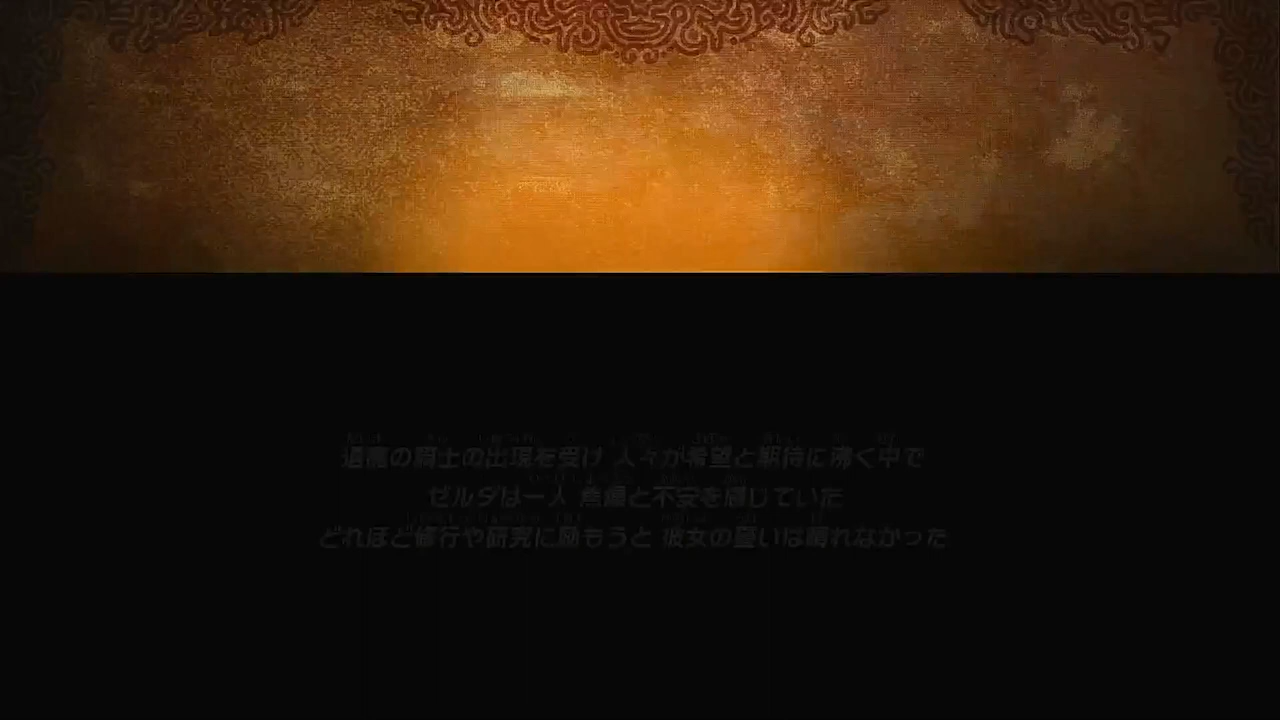 退魔の騎士の出現を受け 人々が希望と期待に沸く中で
ゼルダは一人 焦燥と不安を感じていた
どれほど修行や研究に励もうと 彼女の憂いは晴れなかった